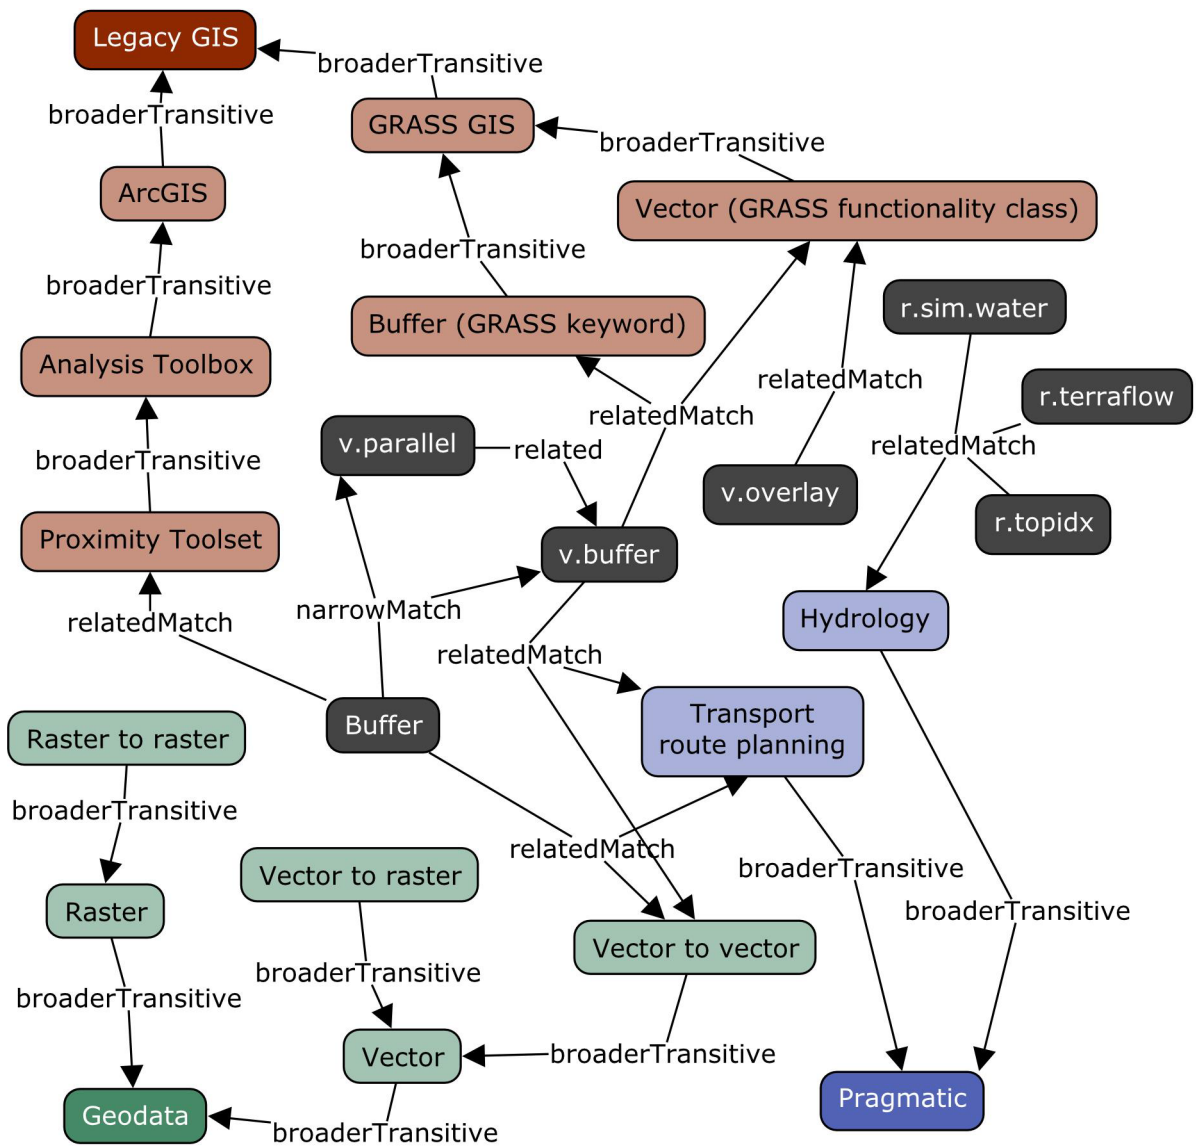 Legacy GIS
broaderTransitive
broaderTransitive
GRASS GIS
broaderTransitive
ArcGIS
Vector (GRASS functionality class)
broaderTransitive
broaderTransitive
r.sim.water
Buffer (GRASS keyword)
Analysis Toolbox
relatedMatch
r.terraflow
relatedMatch
v.parallel
related
relatedMatch
broaderTransitive
v.overlay
r.topidx
Proximity Toolset
v.buffer
narrowMatch
relatedMatch
Hydrology
relatedMatch
Buffer
Transport
route planning
Raster to raster
broaderTransitive
relatedMatch
broaderTransitive
Vector to raster
Raster
broaderTransitive
Vector to vector
broaderTransitive
broaderTransitive
Vector
broaderTransitive
Pragmatic
Geodata
broaderTransitive